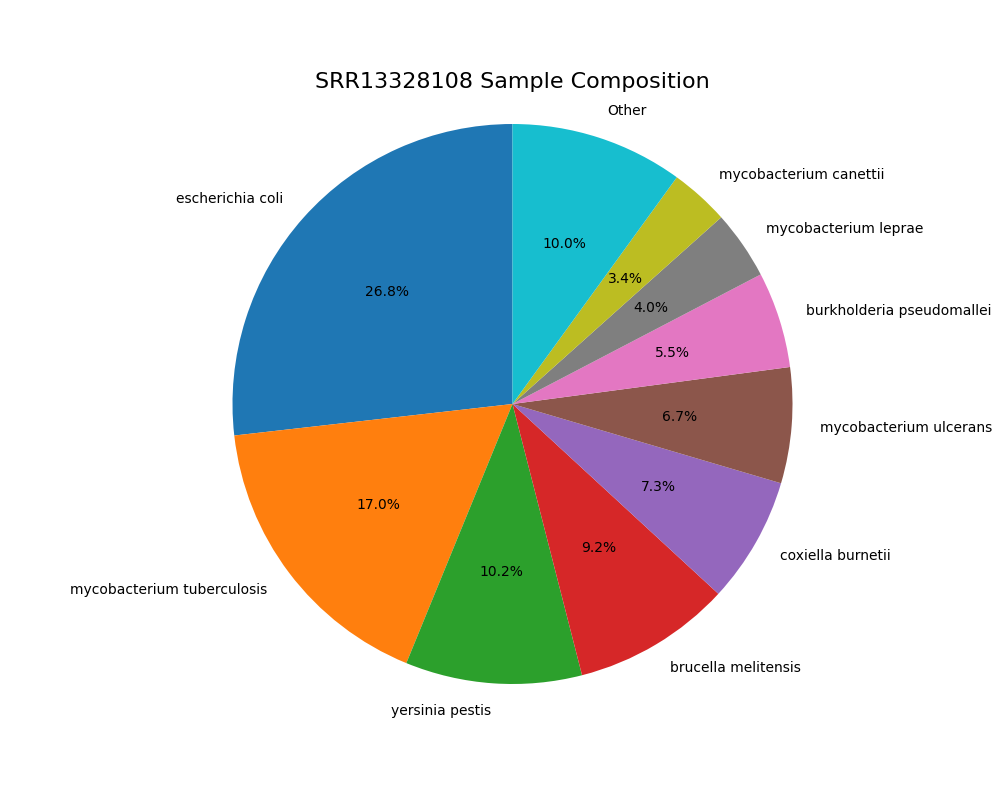 SRR13328108 Sample Composition
Other
mycobacterium canettii
escherichia coli
mycobacterium leprae
10.0%
3.4%
26.8%
4.0%
burkholderia pseudomallei
5.5%
6.7%
mycobacterium ulcerans
7.3%
17.0%
9.2%
coxiella burnetii
10.2%
mycobacterium tuberculosis
brucella melitensis
yersinia pestis